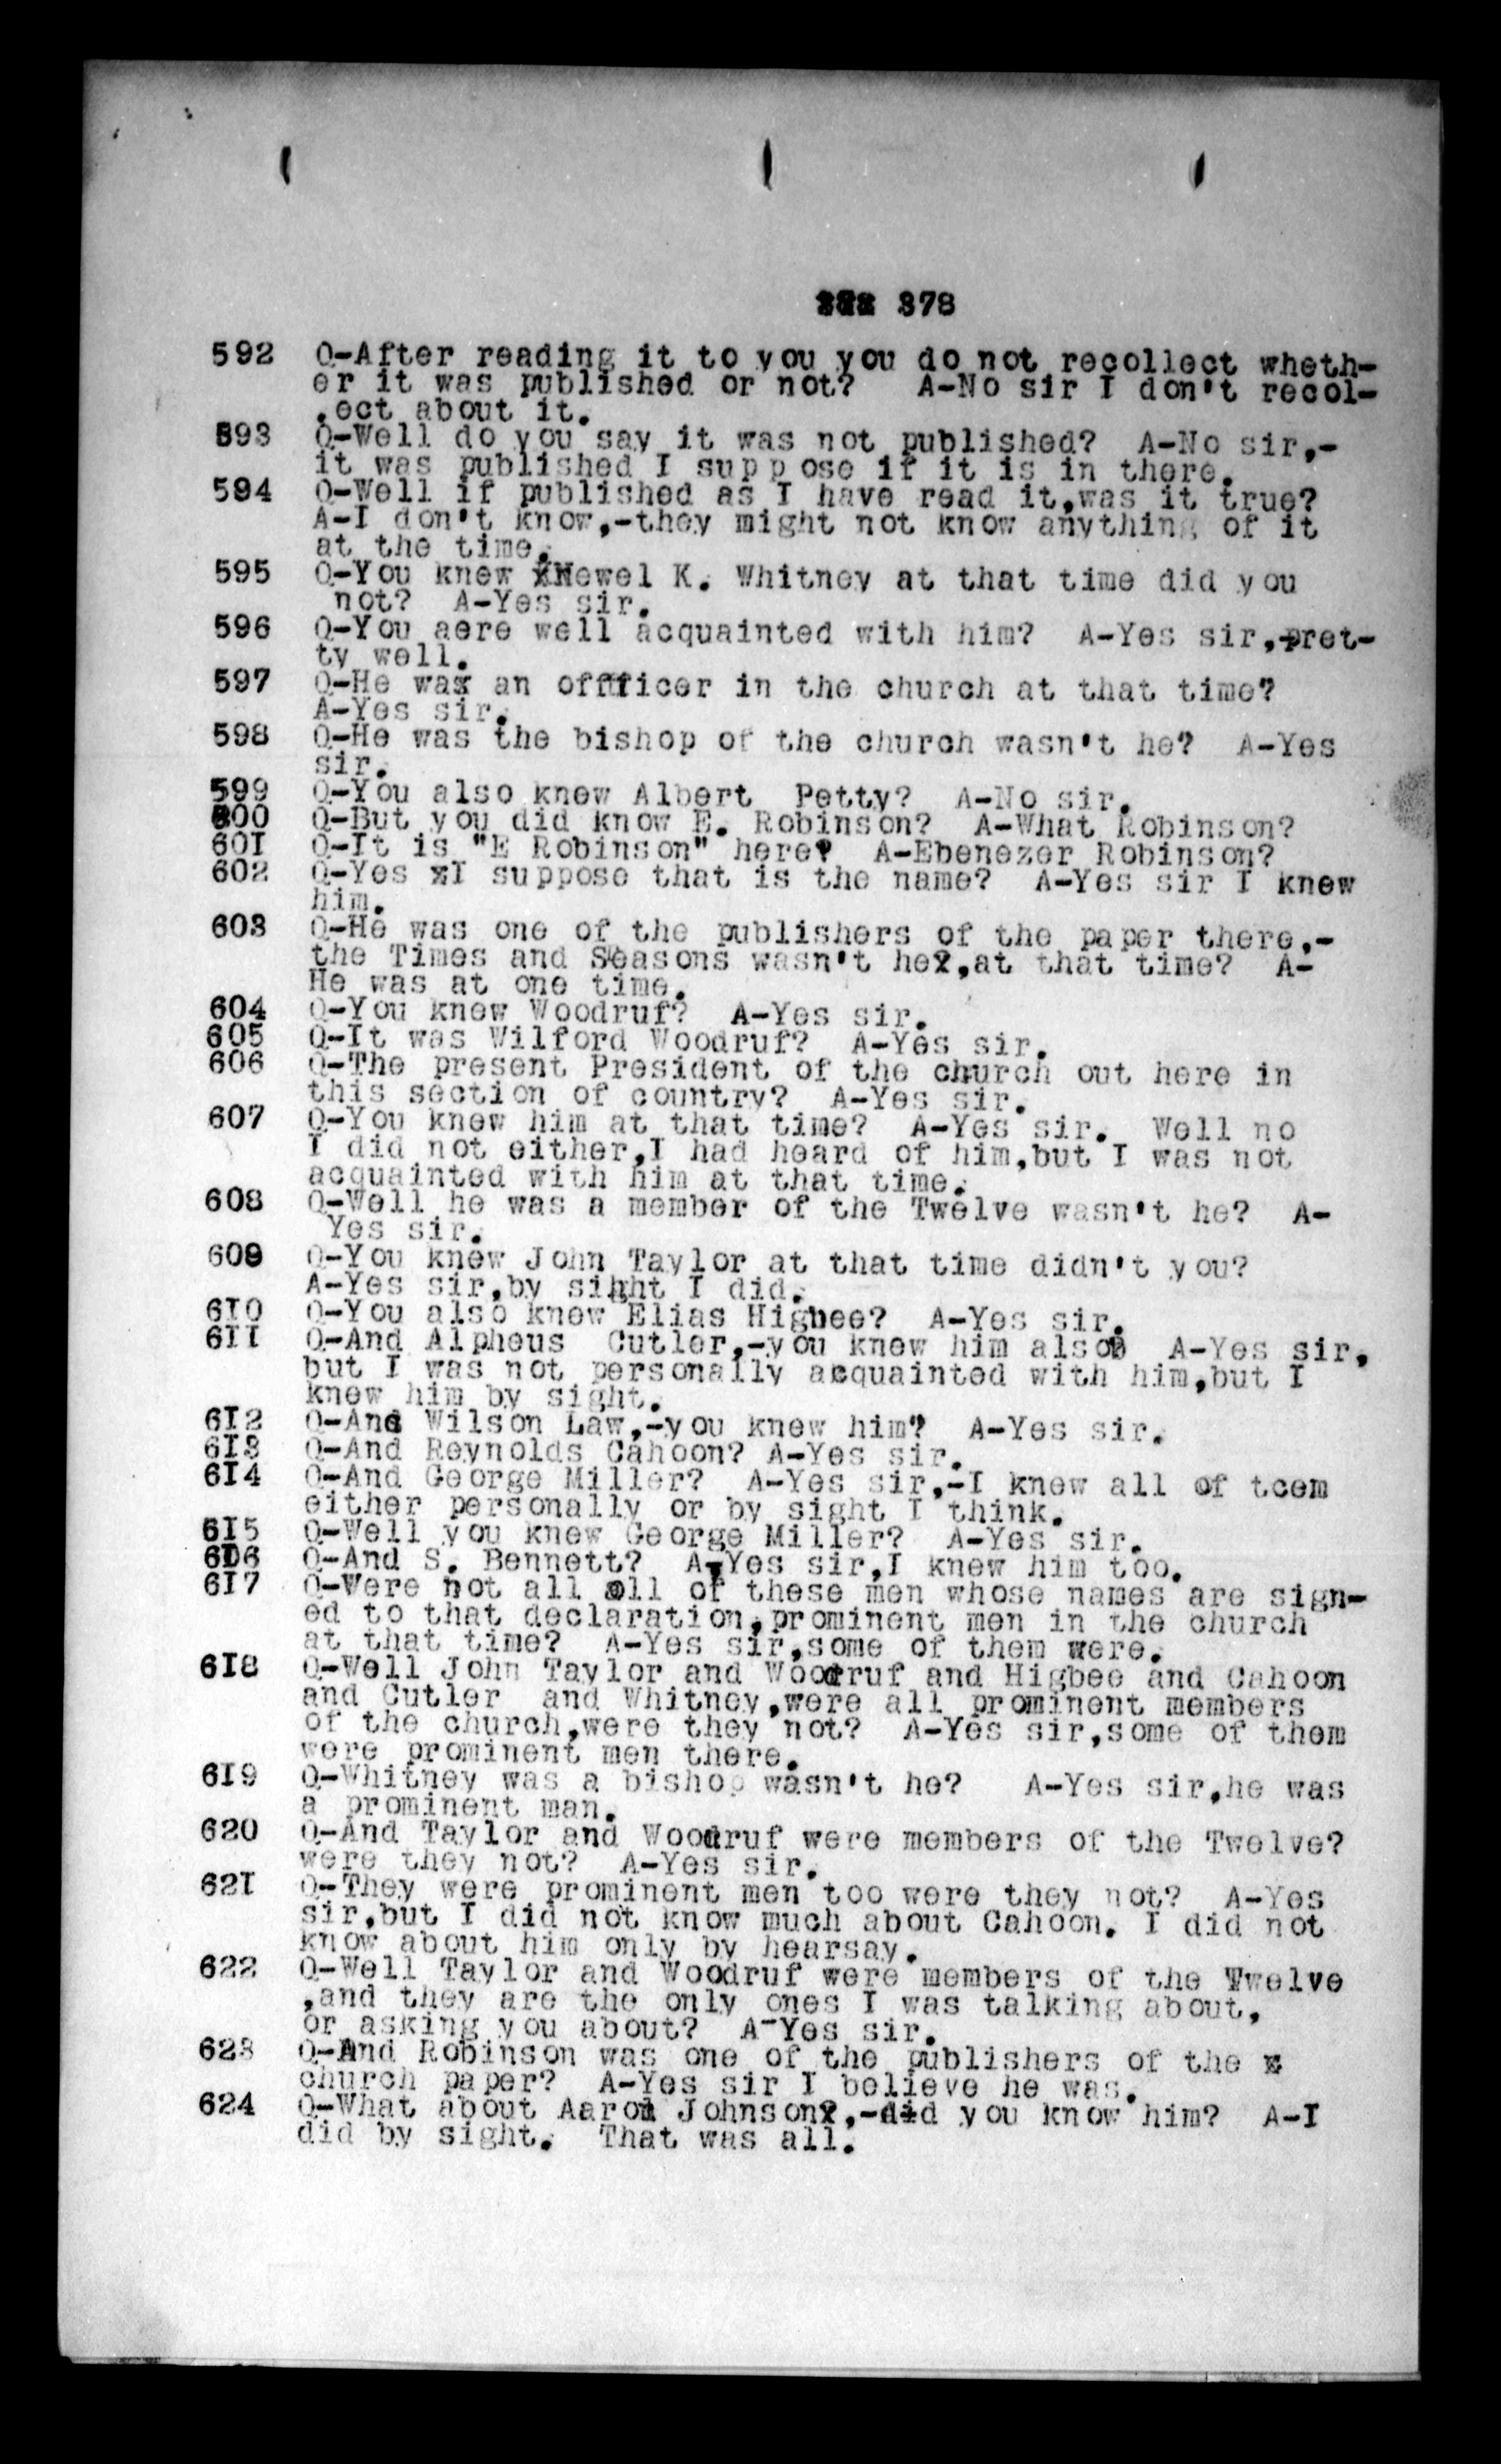 378
592 Q-After reading it to you you do not recollect wheth-
er it was published or not? A-No sir I don't recol-
.ect about it.
593 Q-Well do you say it was not published? A-No sir,-
it was published I suppose if it is in there.
594 Q-Well if published as I have read it,was it true?
A-I don't know,-they might not know anything of it
at the time.
595 Q-You knew Newel K. Whitney at that time did you
not? A-Yes sir.
596 Q-You aere well acquainted with him? A-Yes sir,pret-
ty well.
597 Q-He was an offficer in the church at that time?
A-Yes sir.
598 Q-He was the bishop of the church wasn't he? A-Yes
sir.
599 Q-You also knew Albert Petty? A-No sir.
600 Q-But you did know E. Robinson? A-What Robinson?
601 Q-It is "E Robinson" here? A-Ebenezer Robinson?
602 Q-Yes xI suppose that is the name? A-Yes sir I knew
him.
603 Q-He was one of the publishers of the paper there,-
the Times and Seasons wasn't he?,at that time? A-
He was at one time.
604 Q-You knew Woodruf? A-Yes sir.
605 Q-It was Wilford Woodruf? A-Yes sir.
606 Q-The present President of the church out here in
this section of country? A-Yes sir.
607 Q-You knew him at that time? A-Yes sir. Well no
I did not either,I had heard of him,but I was not
acquainted with him at that time.
608 Q-Well he was a member of the Twelve wasn't he? A-
Yes sir.
609 Q-You knew John Taylor at that time didn't you?
A-Yes sir,by sihht I did.
610 Q-You also knew Elias Higbee? A-Yes sir.
611 Q-And Alpheus Cutler,-you knew him also? A-Yes sir,
but I was not personally acquainted with him,but I
knew him by sight.
612 Q-And Wilson Law,-you knew him? A-Yes sir.
613 Q-And Reynolds Cahoon? A-Yes sir.
614 Q-And George Miller? A-Yes sir,-I knew all of tcem
either personally or by sight I think.
615 Q-Well you knew George Miller? A-Yes sir.
616 Q-And S. Bennett? A-Yes sir,I knew him too.
617 Q-Were not all all of these men whose names are sign-
ed to that declaration,prominent men in the church
at that time? A-Yes sir,some of them were.
618 Q-Well John Taylor and Woodruf and Higbee and Cahoon
and Cutler and Whitney,were all prominent members
of the church,were they not? A-Yes sir,some of them
were prominent men there.
619 Q-Whitney was a bishop wasn't he? A-Yes sir,he was
a prominent man.
620 Q-And Taylor and Woodruf were members of the Twelve?
were they not? A-Yes sir.
621 Q-They were prominent men too were they not? A-Yes
sir,but I did not know much about Cahoon. I did not
know about him only by hearsay.
622 Q-Well Taylor and Woodruf were members of the Twelve
,and they are the only ones I was talking about,
or asking you about? A-Yes sir.
623 Q-And Robinson was one of the publishers of the x
church paper? A-Yes sir I believe he was.
624 Q-What about Aaron Johnson?,-did you know him? A-I
did by sight. That was all.